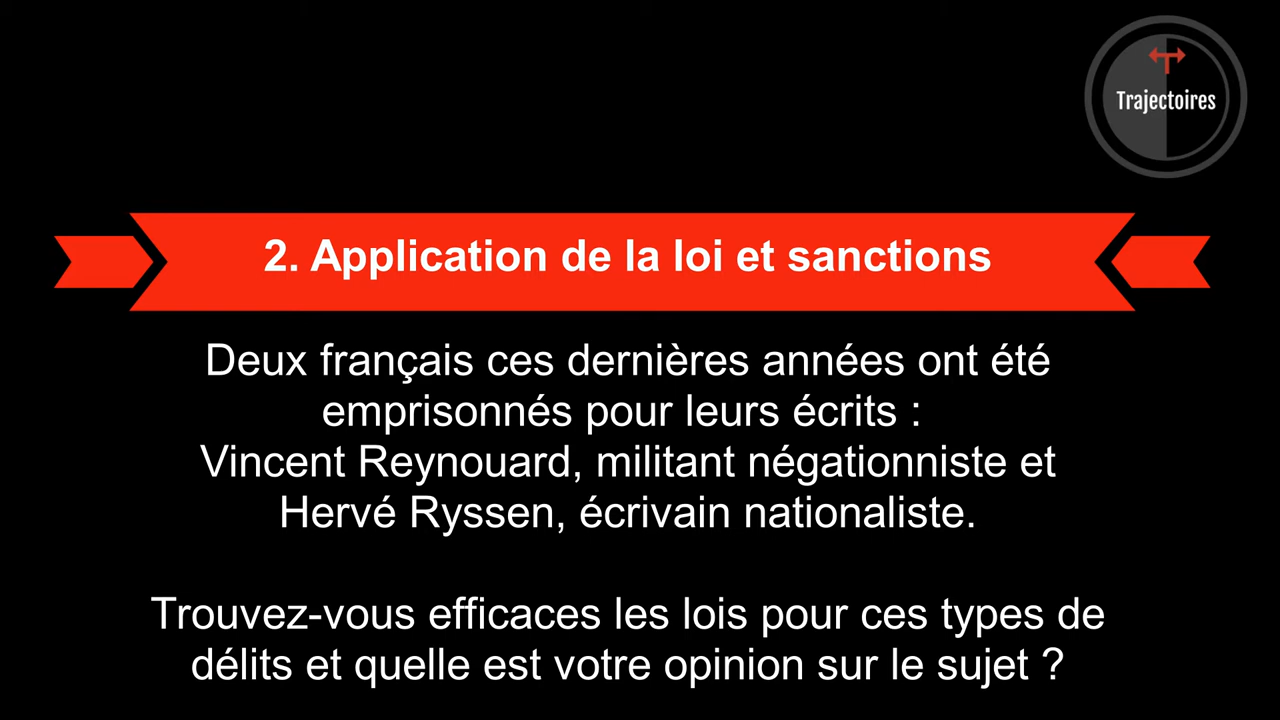 Trajectoires
2. Application de la loi et sanctions
Deux français ces dernières années ont été
emprisonnés pour leurs écrits :
Vincent Reynouard, militant négationniste et
Hervé Ryssen, écrivain nationaliste.
Trouvez-vous efficaces les lois pour ces types de
délits et quelle est votre opinion sur le sujet ?